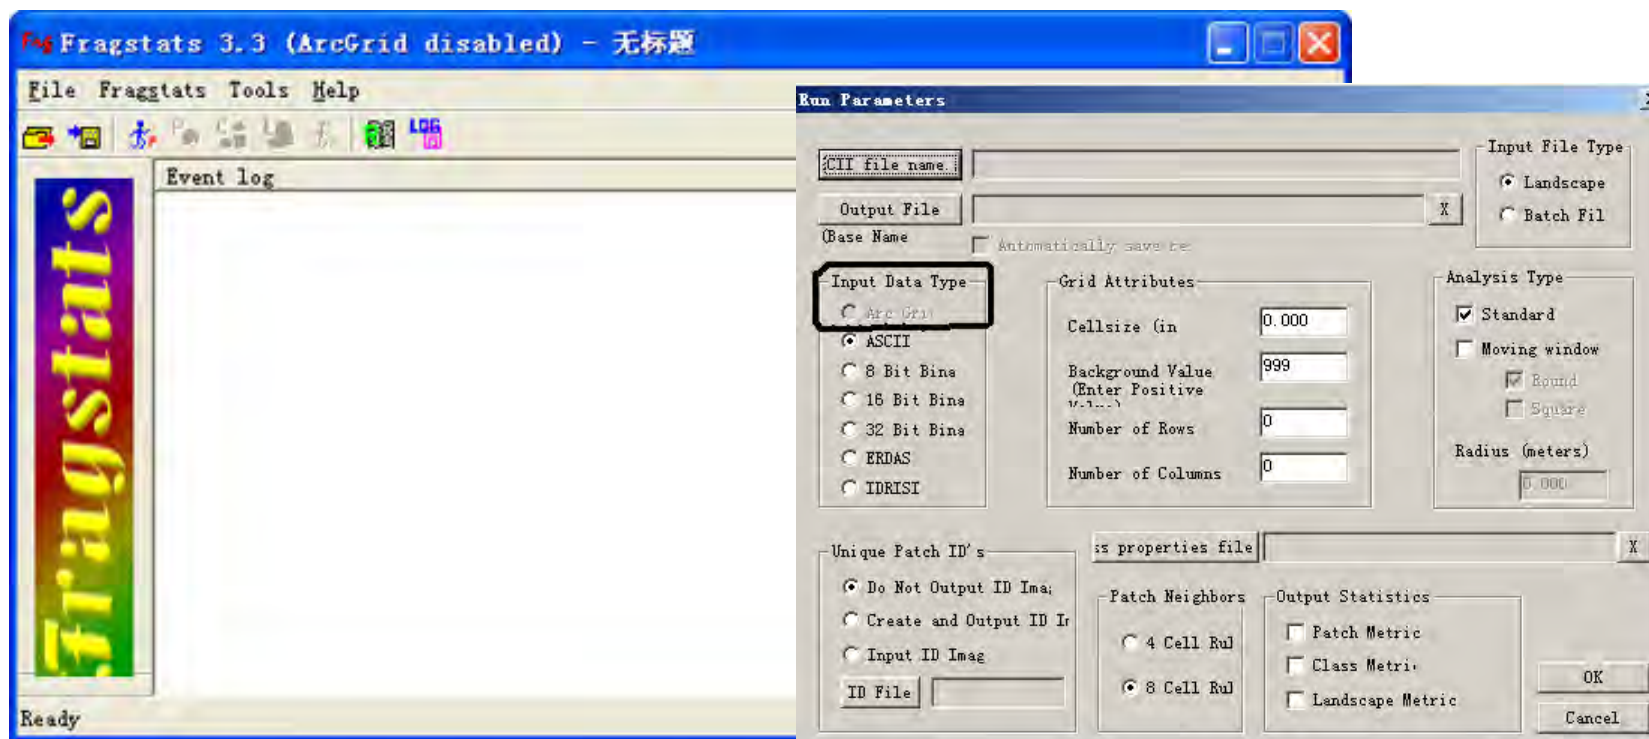 Fragstats 3.3 (ArcGrid disabled) - 无标题
File Fragstats Tools Help
LOG
Fragstats
Event log
Ready
Run Parameters
CII file name.
Input File Type
Landscape
Batch Fil
Output File
X
(Base Name
Automatically save re
Input Data Type
Arc Gri
ASCII
8 Bit Bina
16 Bit Bina
32 Bit Bina
ERDAS
IDRISI
Grid Attributes
Cellsize (in
0.000
Background Value
(Enter Positive
999
Number of Rows
0
Number of Columns
0
Analysis Type
Standard
Moving window
Round
Square
Radius (meters)
0.000
Unique Patch ID's
Do Not Output ID Ima
Create and Output ID I
Input ID Imag
ID File
ss properties file
X
Patch Neighbors
4 Cell Rul
8 Cell Rul
Output Statistics
Patch Metric
Class Metri
Landscape Metric
OK
Cancel